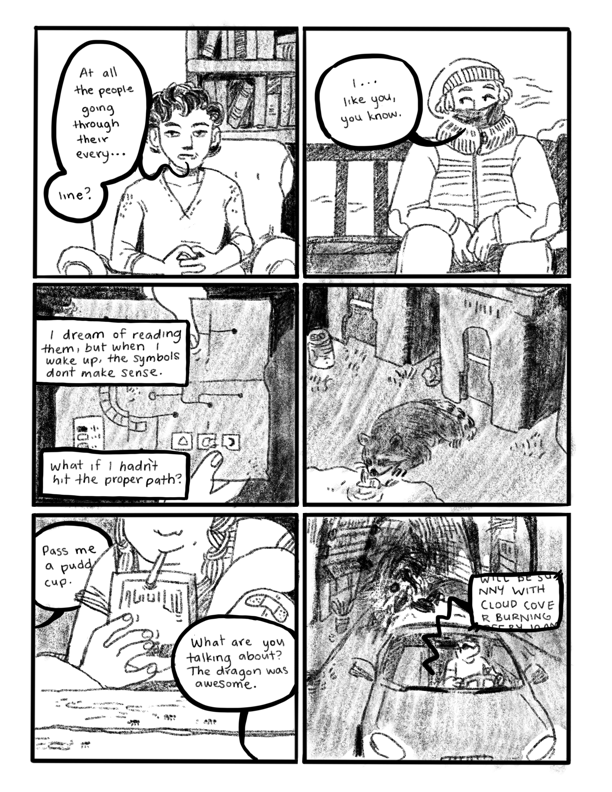 At all
the people
going
through
their
every...
line?
I...
like you,
you know.
I dream of reading
them, but when I
wake up, the symbols
dont make sense.
What if I hadn't
hit the proper path?
Pass me
a pudd
cup.
What are you
talking about?
The dragon was
awesome.
WILL BE SU
NNY WITH
CLOUD COVE
R BURNING